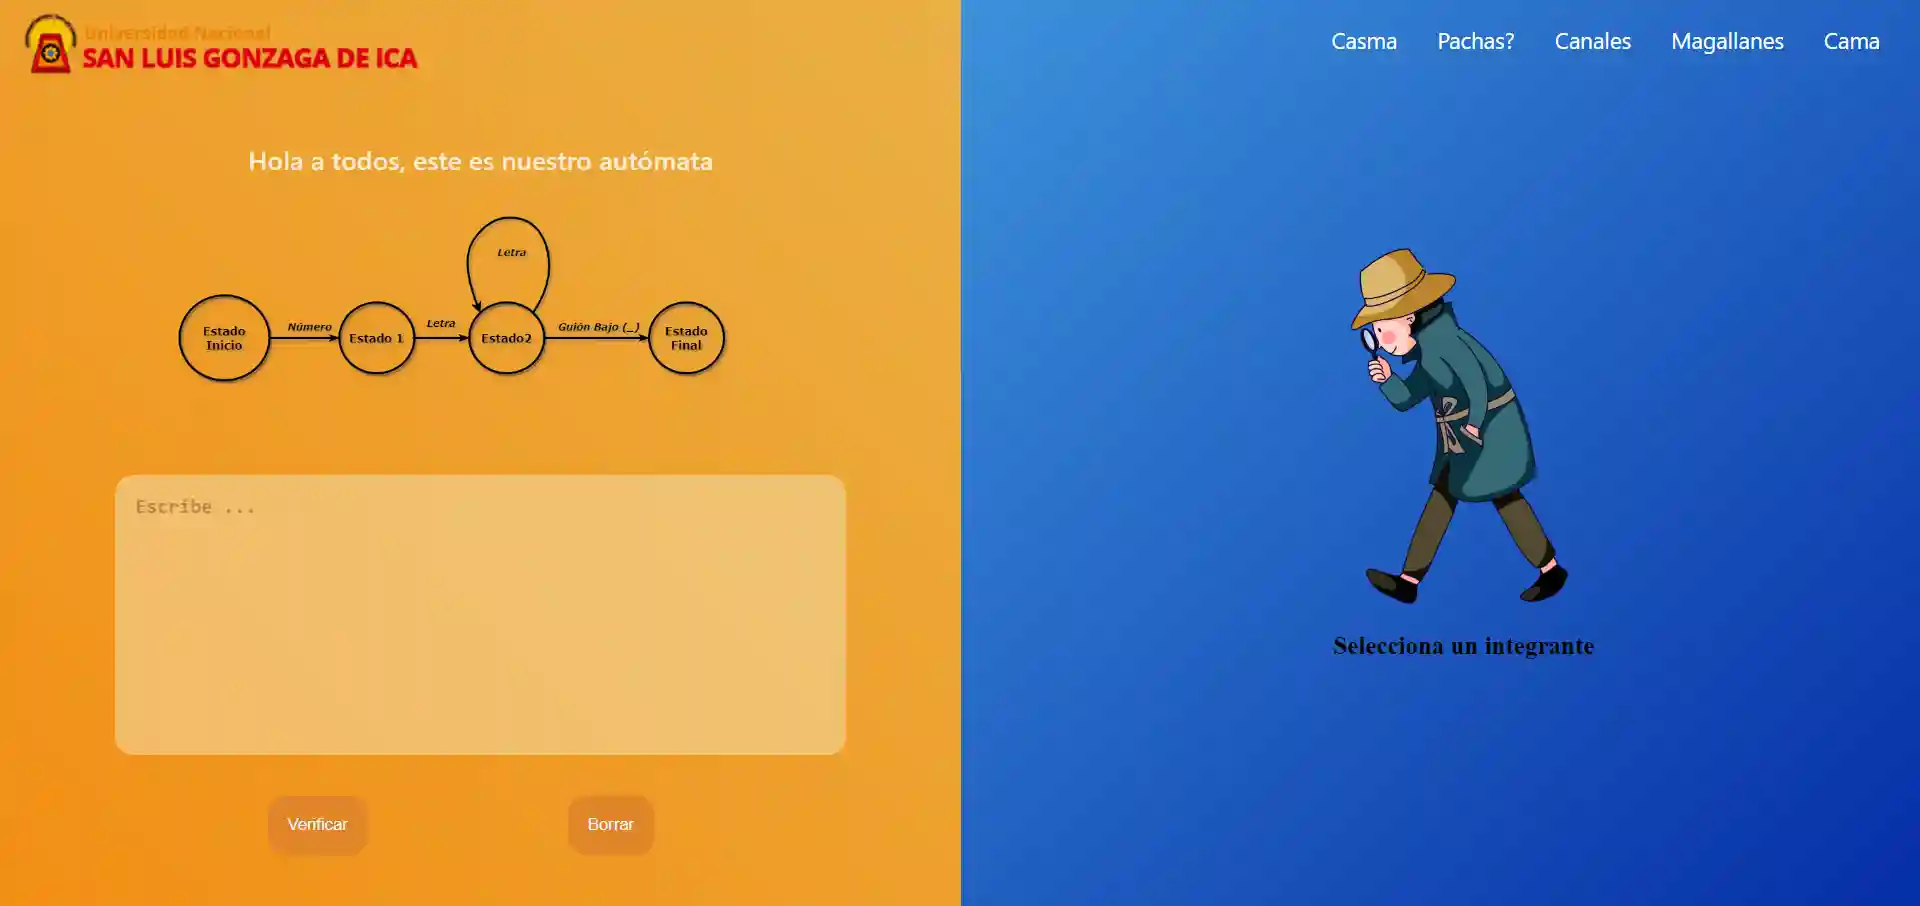 Universidad Nacional
SAN LUIS GONZAGA DE ICA
Casma
Pachas?
Canales
Magallanes
Cama
Hola a todos, este es nuestro autómata
Letra
Estado
Inicio
Número
Estado 1
Letra
Estado2
Guión Bajo (_)
Estado
Final
Escribe ...
Verificar
Borrar
Selecciona un integrante